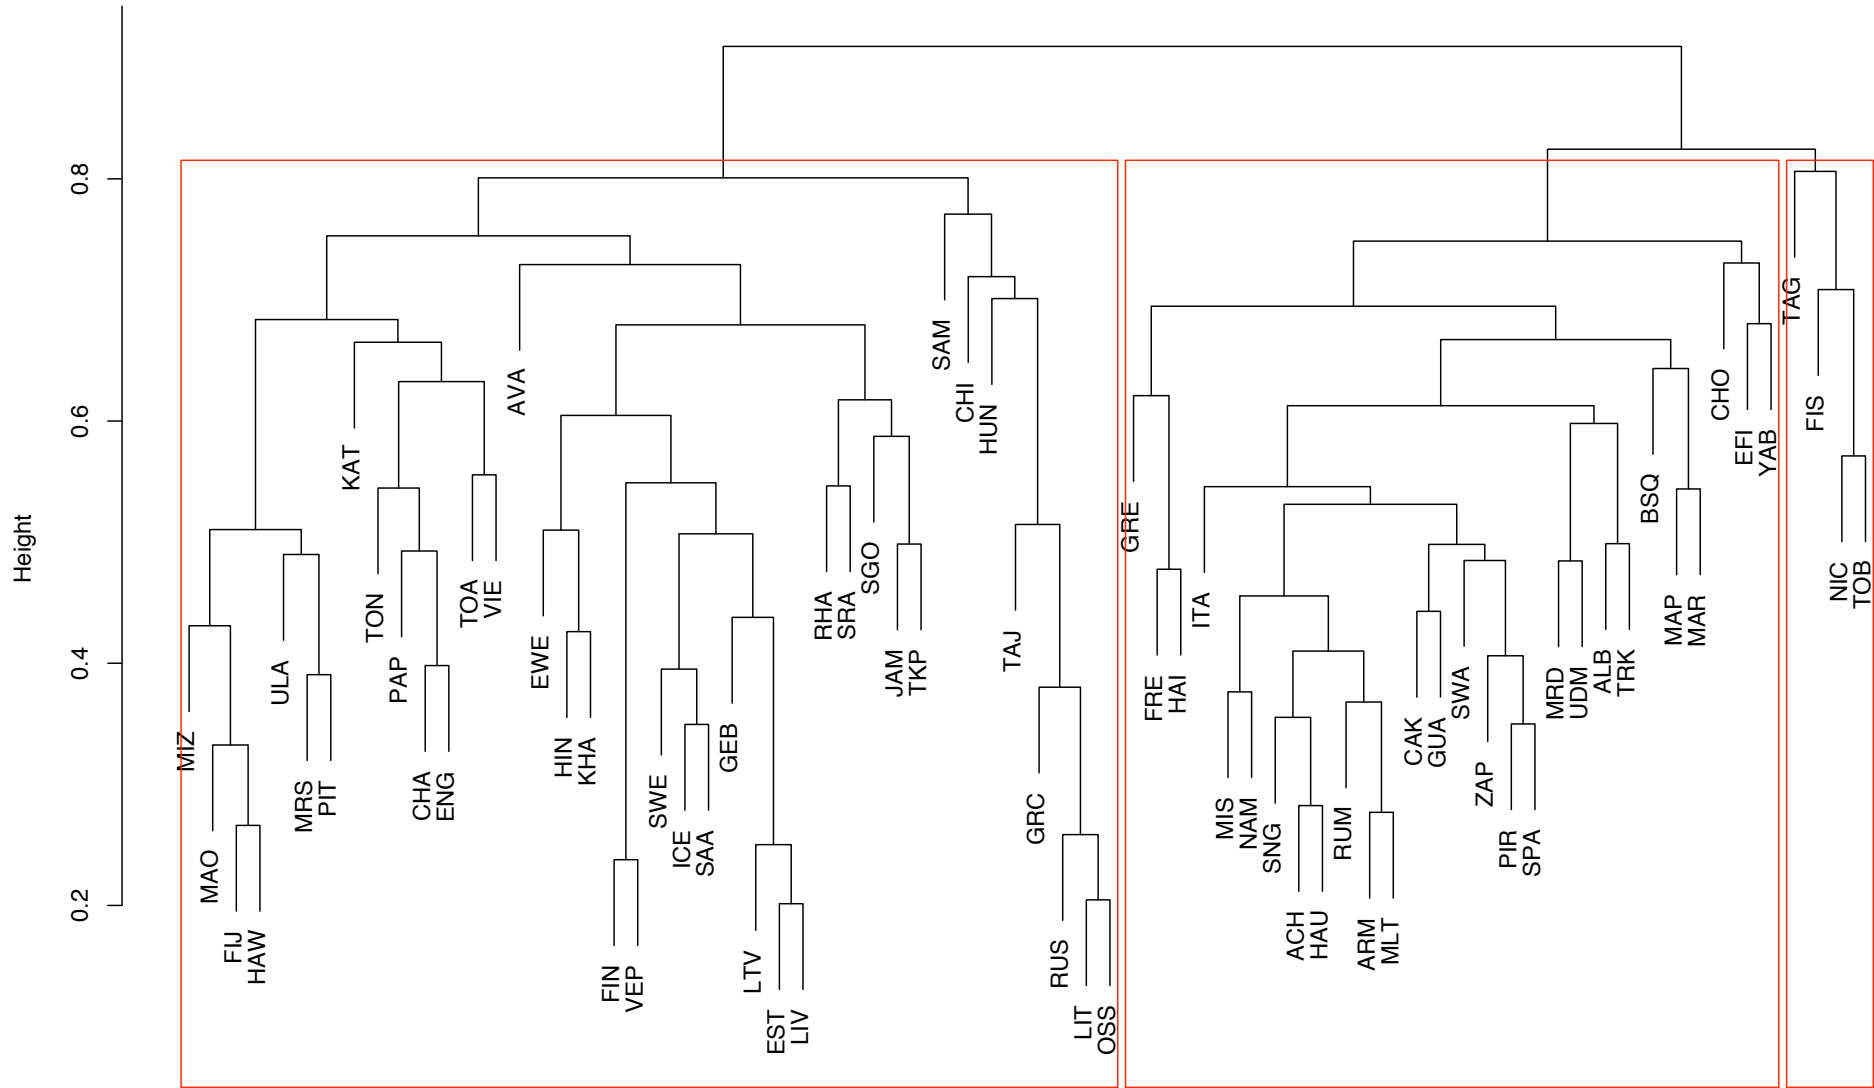 Height
0.8
0.6
0.4
0.2
MIZ
MAO
FIJ
HAW
ULA
MRS
PIT
KAT
TON
PAP
CHA
ENG
TOA
VIE
AVA
EWE
HIN
KHA
FIN
VEP
SWE
ICE
SAA
GEB
LTV
EST
LIV
RHA
SRA
SGO
JAM
TKP
SAM
CHI
HUN
TAJ
GRC
RUS
LIT
OSS
GRE
FRE
HAI
ITA
MIS
NAM
SNG
ACH
HAU
RUM
ARM
MLT
CAK
GUA
SWA
ZAP
PIR
SPA
MRD
UDM
ALB
TRK
BSQ
MAP
MAR
CHO
EFI
YAB
TAG
FIS
NIC
TOB